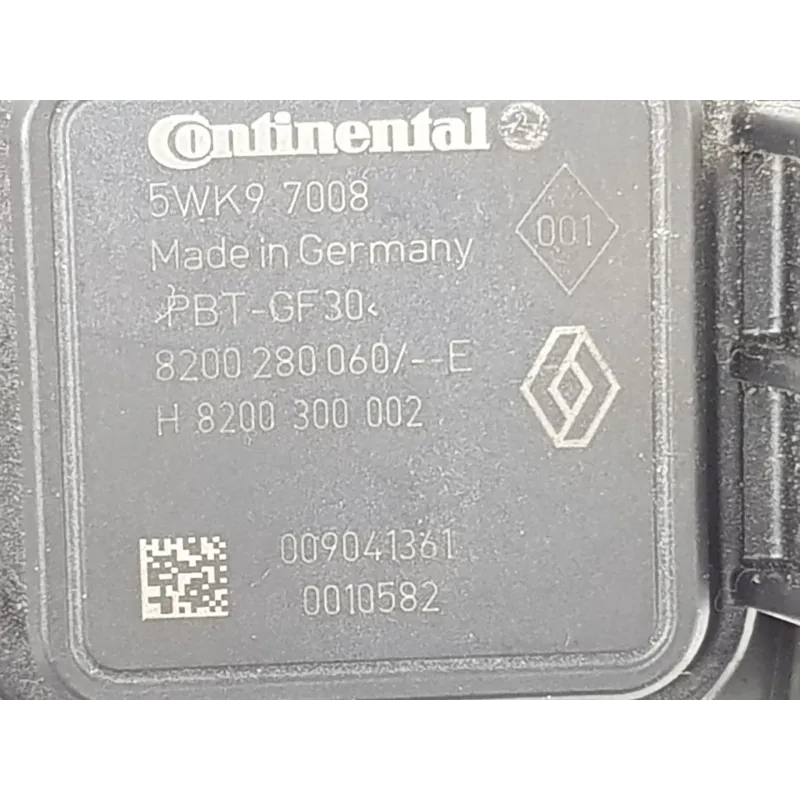 Continental
5WK9 7008
001
Made in Germany
>PBT-GF30<
8200 280 060/--E
H 8200 300 002
009041361
0010582